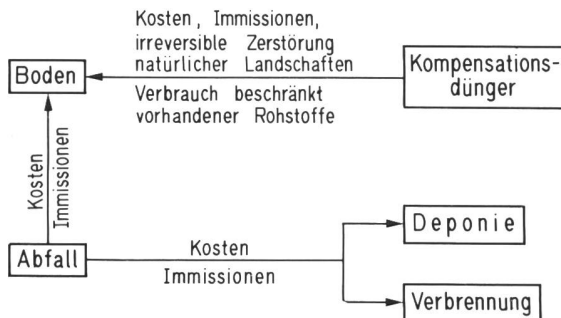 Kosten, Immissionen,
irreversible Zerstörung
natürlicher Landschaften
Boden
Kompensations-
dünger
Verbrauch beschränkt
vorhandener Rohstoffe
Kosten
Immissionen
Deponie
Abfall
Kosten
Immissionen
Verbrennung